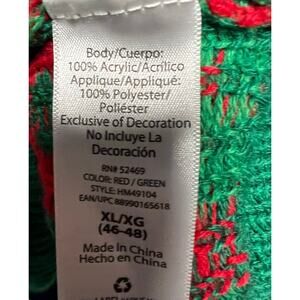 Body/Cuerpo:
100% Acrylic/Acrílico
Applique/Appliqué:
100% Polyester/
Poliéster
Exclusive of Decoration
No Incluye La
Decoración
RN# 52469
COLOR: RED / GREEN
STYLE: HM49104
EAN/UPC 88990165618
XL/XG
(46-48)
Made in China
Hecho en China